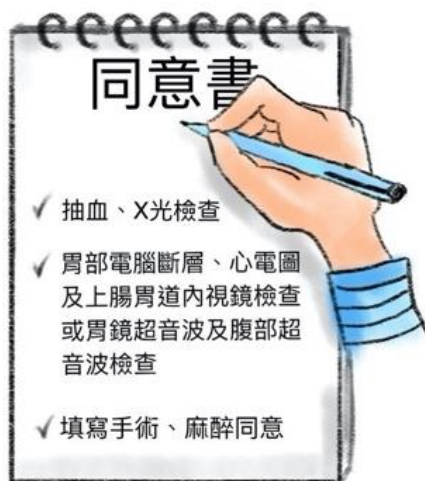 同意書
✓ 抽血、X光檢查
✓ 胃部電腦斷層、心電圖
及上腸胃道內視鏡檢查
或胃鏡超音波及腹部超
音波檢查
✓ 填寫手術、麻醉同意